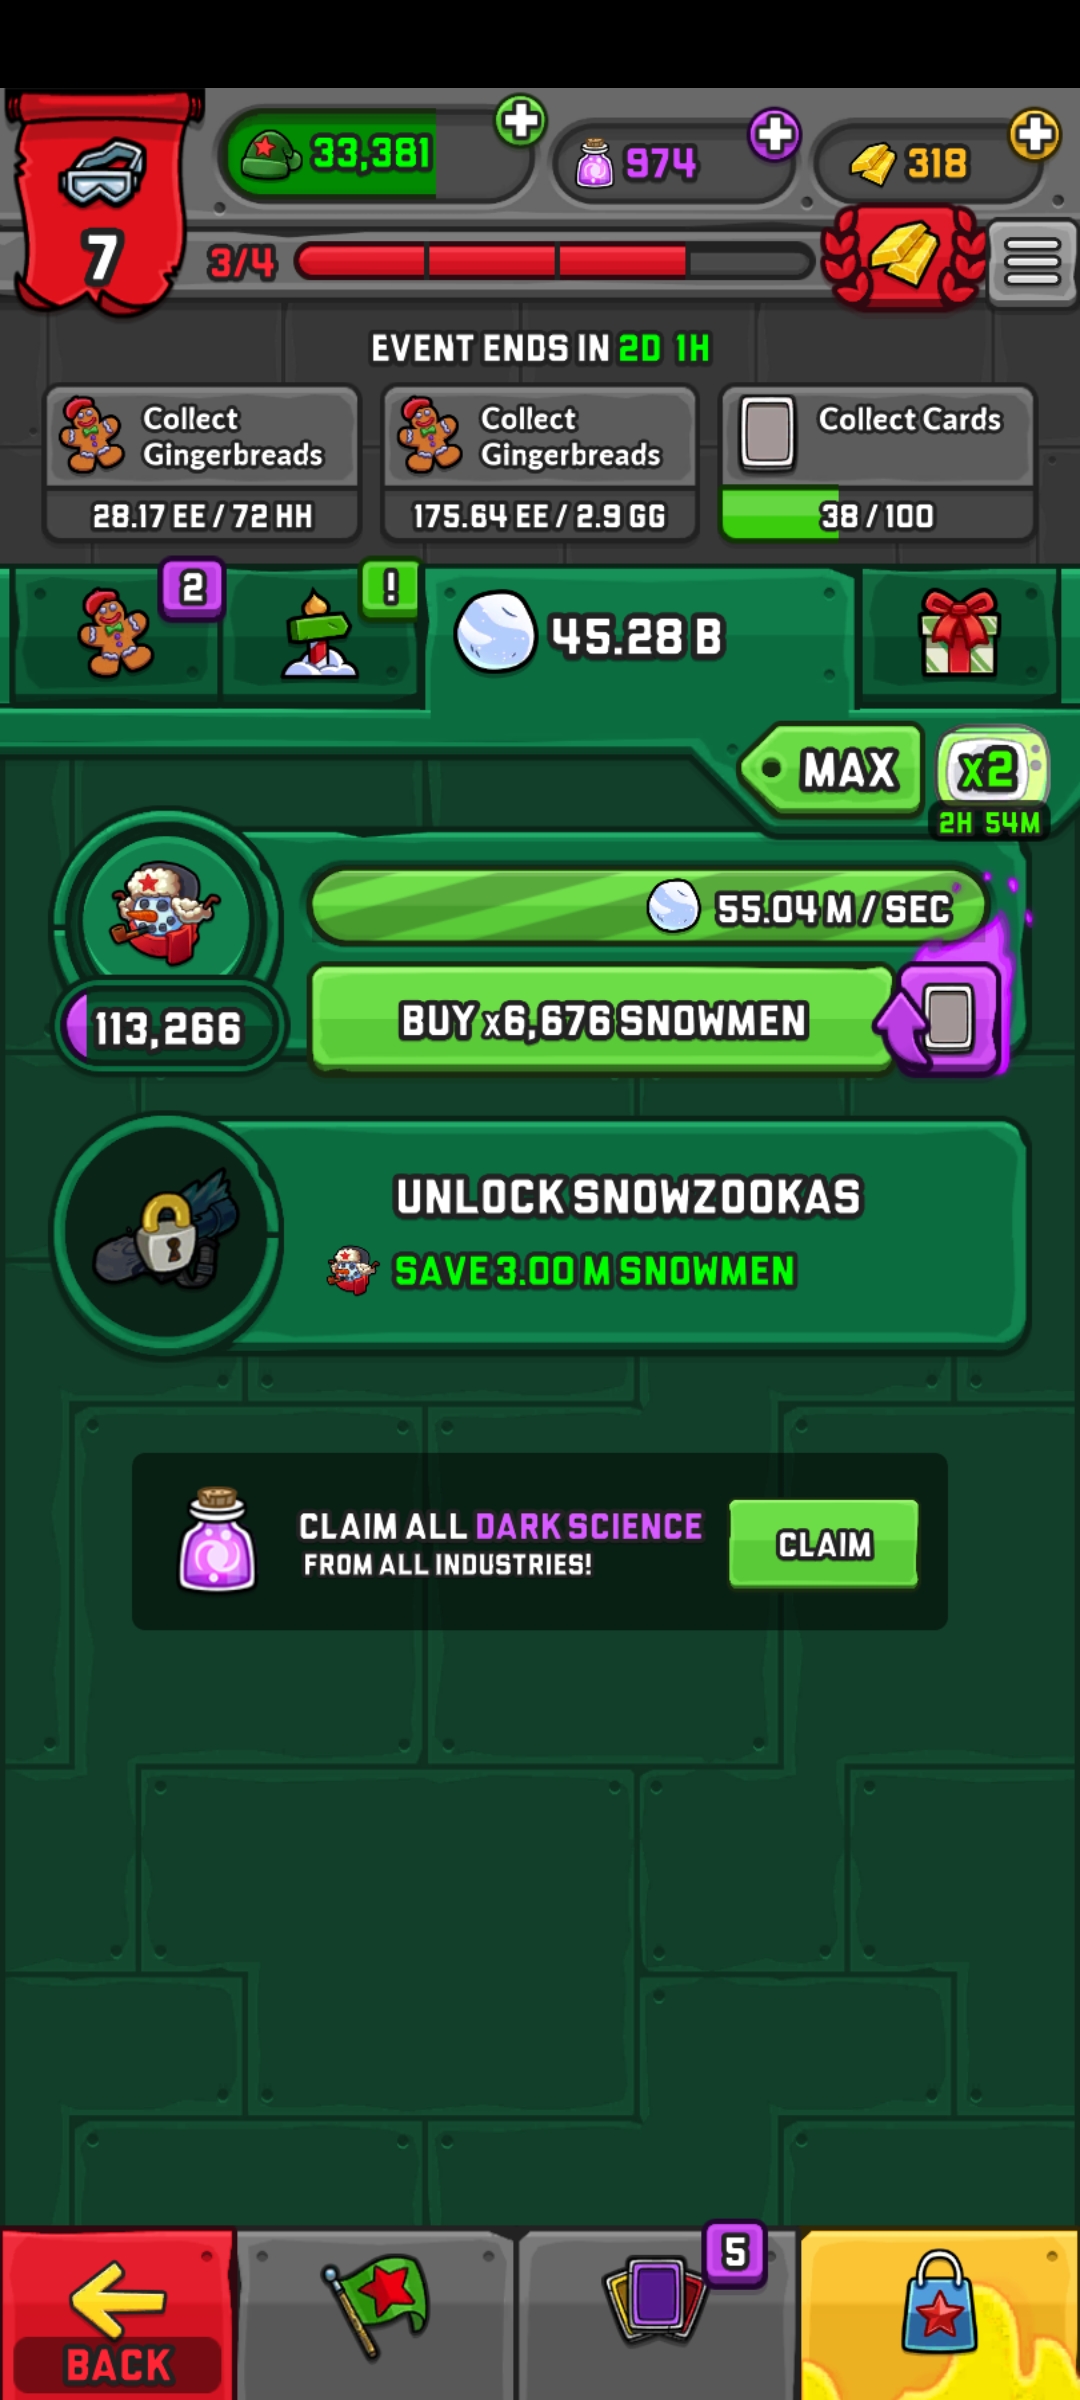 33,381
974
318
7
3/4
EVENT ENDS IN 2D 1H
Collect
Gingerbreads
28.17 EE / 72 HH
Collect
Gingerbreads
175.64 EE / 2.9 GG
Collect Cards
38 / 100
2
!
45.28 B
MAX
x2
2H 54M
55.04 M / SEC
113,266
BUY x6,676 SNOWMEN
UNLOCK SNOWZOOKAS
SAVE 3.00 M SNOWMEN
CLAIM ALL DARK SCIENCE
FROM ALL INDUSTRIES!
CLAIM
5
BACK